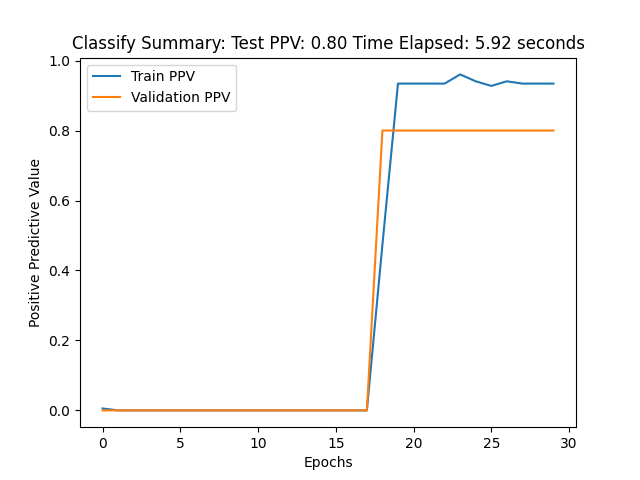 Classify Summary: Test PPV: 0.80 Time Elapsed: 5.92 seconds
Train PPV
Validation PPV
Positive Predictive Value
1.0
0.8
0.6
0.4
0.2
0.0
0 5 10 15 20 25 30
Epochs